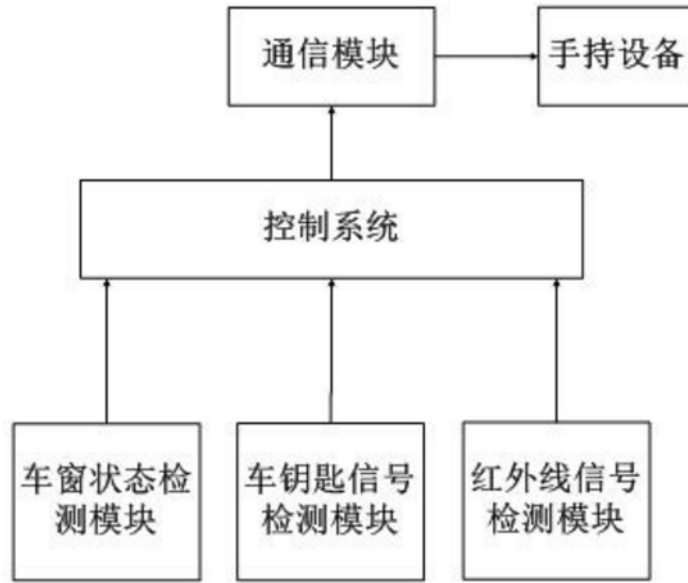 通信模块
手持设备
控制系统
车窗状态检
测模块
车钥匙信号
检测模块
红外线信号
检测模块